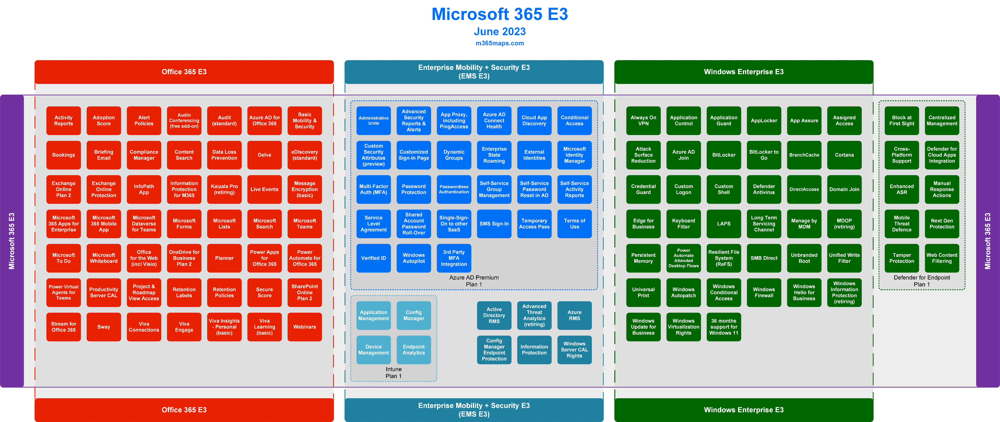 Microsoft 365 E3
June 2023
m365maps.com
Office 365 E3
Enterprise Mobility + Security E3
(EMS E3)
Windows Enterprise E3
Microsoft 365 E3
Activity
Reports
Adoption
Score
Alert
Policies
Audio
Conferencing
(free add-on)
Audit
(standard)
Azure AD for
Office 365
Basic
Mobility &
Security
Bookings
Briefing
Email
Compliance
Manager
Content
Search
Data Loss
Prevention
Delve
eDiscovery
(standard)
Exchange
Online
Plan 2
Exchange
Online
Protection
InfoPath
App
Information
Protection
for M365
Kaizala Pro
(retiring)
Live Events
Message
Encryption
(basic)
Microsoft
365 Apps for
Enterprise
Microsoft
365 Mobile
App
Microsoft
Dataverse
for Teams
Microsoft
Forms
Microsoft
Lists
Microsoft
Search
Microsoft
Teams
Microsoft
To Do
Microsoft
Whiteboard
Office
for the Web
(incl Visio)
OneDrive for
Business
Plan 2
Planner
Power Apps
for
Office 365
Power
Automate for
Office 365
Power Virtual
Agents for
Teams
Productivity
Server CAL
Project &
Roadmap
View Access
Retention
Labels
Retention
Policies
Secure
Score
SharePoint
Online
Plan 2
Stream for
Office 365
Sway
Viva
Connections
Viva
Engage
Viva Insights
- Personal
(basic)
Viva
Learning
(basic)
Webinars
Administrative
Units
Advanced
Security
Reports &
Alerts
App Proxy,
including
PingAccess
Azure AD
Connect
Health
Cloud App
Discovery
Conditional
Access
Custom
Security
Attributes
(preview)
Customized
Sign-In Page
Dynamic
Groups
Enterprise
State
Roaming
External
Identities
Microsoft
Identity
Manager
Multi-Factor
Auth (MFA)
Password
Protection
Passwordless
Authentication
Self-Service
Group
Management
Self-Service
Password
Reset in AD
Self-Service
Activity
Reports
Service
Level
Agreement
Shared
Account
Password
Roll-Over
Single-Sign-
On to other
SaaS
SMS Sign-In
Temporary
Access Pass
Terms of
Use
Verified ID
Windows
Autopilot
3rd Party
MFA
Integration
Azure AD Premium
Plan 1
Application
Management
Config
Manager
Device
Management
Endpoint
Analytics
Intune
Plan 1
Active
Directory
RMS
Advanced
Threat
Analytics
(retiring)
Azure
RMS
Config
Manager
Endpoint
Protection
Information
Protection
Windows
Server CAL
Rights
Always On
VPN
Application
Control
Application
Guard
AppLocker
App Assure
Assigned
Access
Attack
Surface
Reduction
Azure AD
Join
BitLocker
BitLocker to
Go
BranchCache
Cortana
Credential
Guard
Custom
Logon
Custom
Shell
Defender
Antivirus
DirectAccess
Domain Join
Edge for
Business
Keyboard
Filter
LAPS
Long Term
Servicing
Channel
Manage by
MDM
MDOP
(retiring)
Persistent
Memory
Power
Automate
Attended
Desktop Flows
Resilient File
System
(ReFS)
SMB Direct
Unbranded
Boot
Unified Write
Filter
Universal
Print
Windows
Autopatch
Windows
Conditional
Access
Windows
Firewall
Windows
Hello for
Business
Windows
Information
Protection
(retiring)
Windows
Update for
Business
Windows
Virtualization
Rights
36 months
support for
Windows 11
Block at
First Sight
Centralized
Management
Cross-
Platform
Support
Defender for
Cloud Apps
Integration
Enhanced
ASR
Manual
Response
Actions
Mobile
Threat
Defence
Next Gen
Protection
Tamper
Protection
Web Content
Filtering
Defender for Endpoint
Plan 1
Microsoft 365 E3
Office 365 E3
Enterprise Mobility + Security E3
(EMS E3)
Windows Enterprise E3